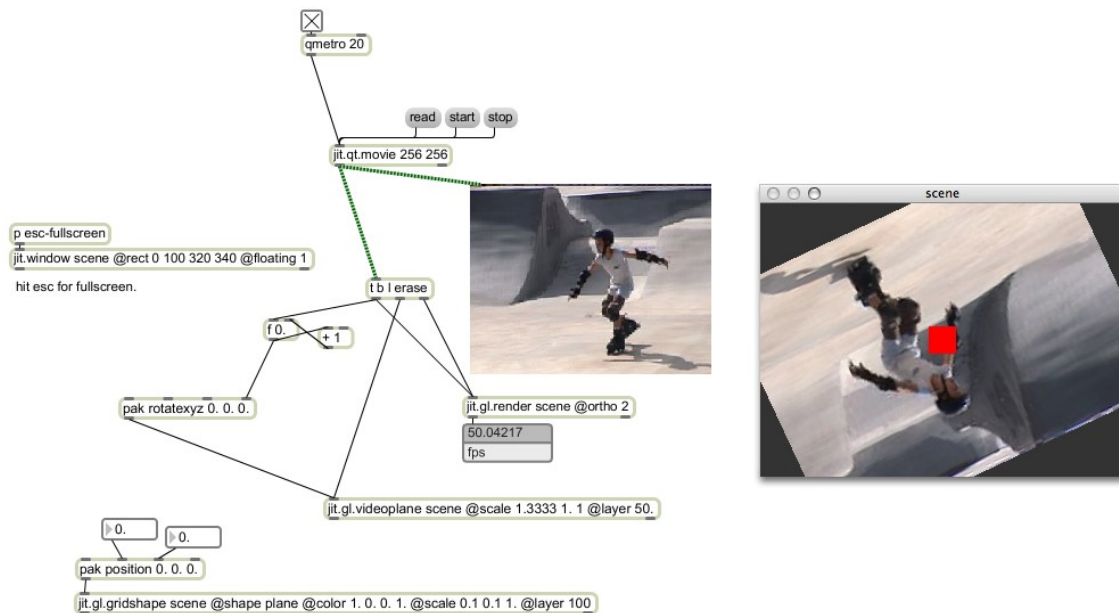 qmetro 20
read
start
stop
jit.qt.movie 256 256
scene
p esc-fullscreen
jit.window scene @rect 0 100 320 340 @floating 1
hit esc for fullscreen.
t b l erase
f 0.
+ 1
pak rotatexyz 0. 0. 0.
jit.gl.render scene @ortho 2
50.04217
fps
jit.gl.videoplane scene @scale 1.3333 1. 1 @layer 50.
0.
0.
pak position 0. 0. 0.
jit.gl.gridshape scene @shape plane @color 1. 0. 0. 1. @scale 0.1 0.1 1. @layer 100